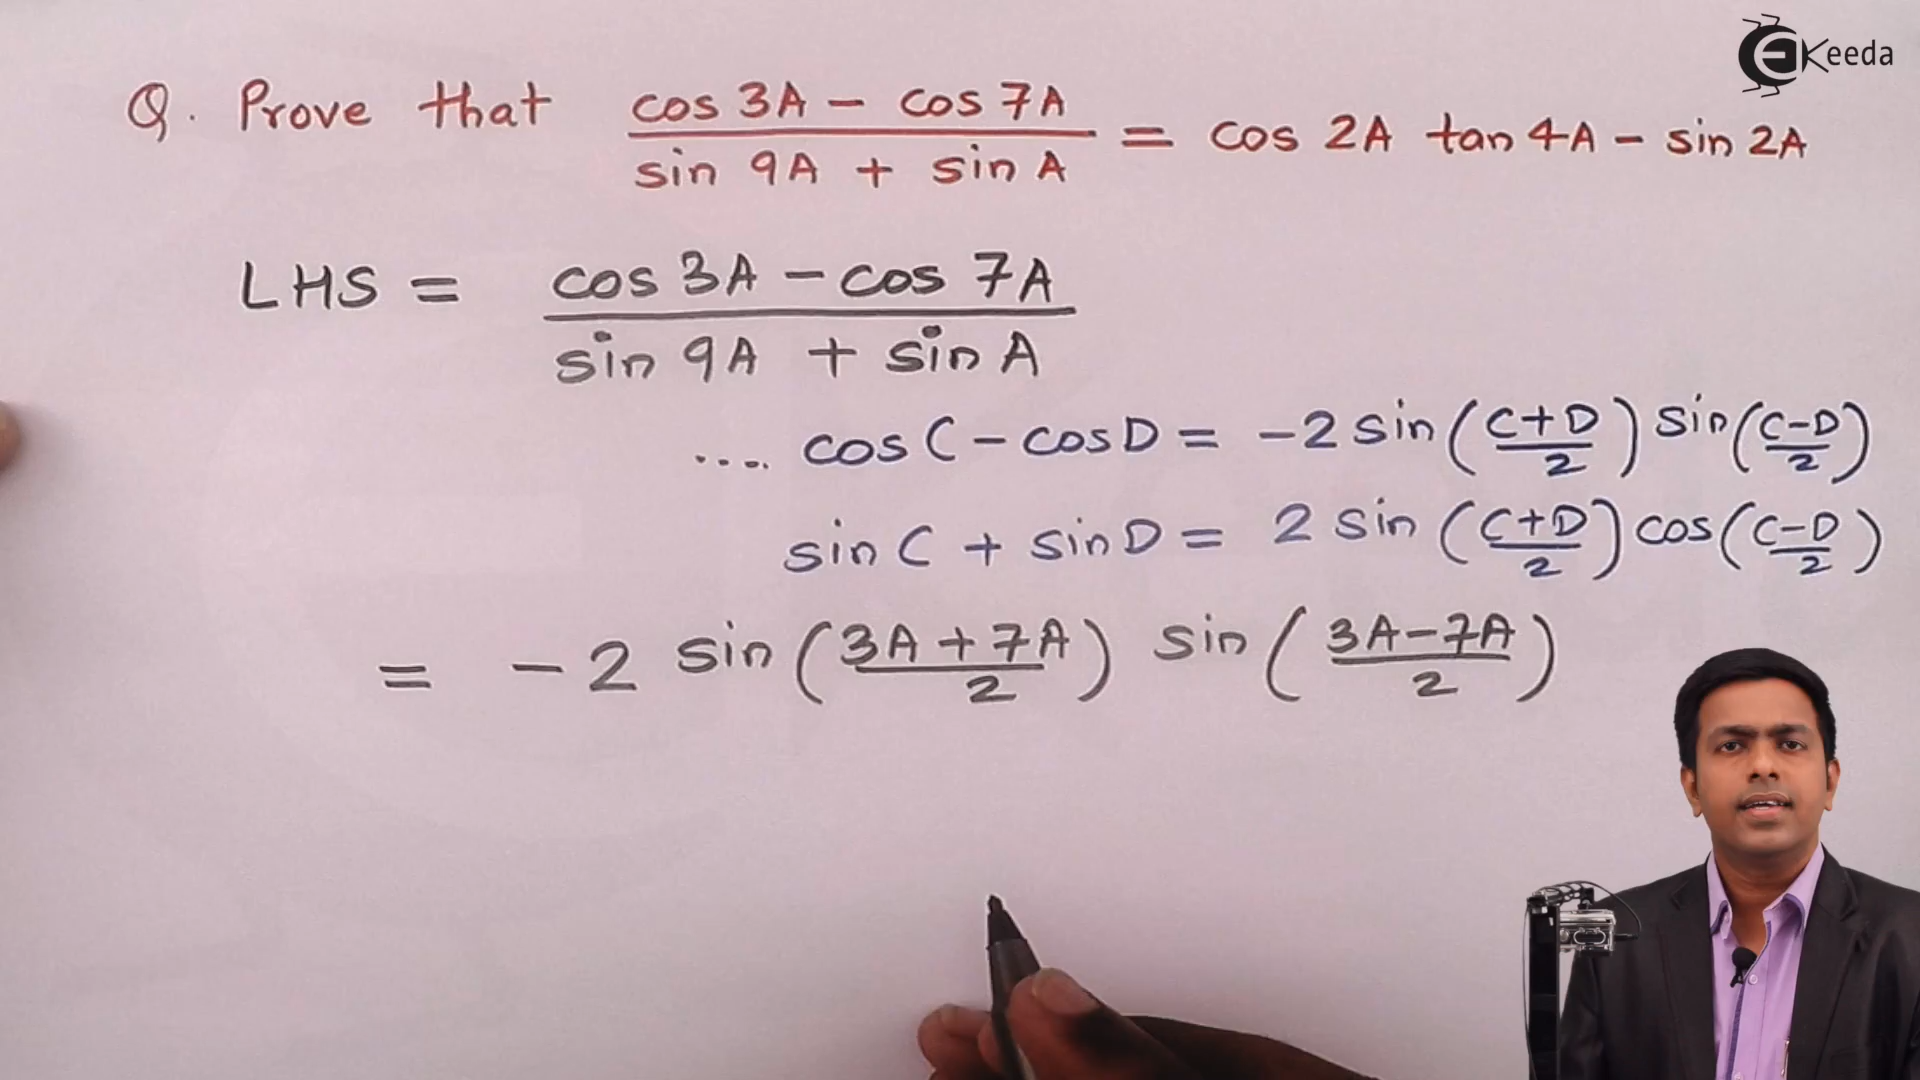 EKeeda
Q. Prove that (cos 3A - cos 7A)/(sin 9A + sin A) = cos 2A tan 4A - sin 2A
LHS = (cos 3A - cos 7A)/(sin 9A + sin A)
.... cos C - cos D = -2 sin((C+D)/2) sin((C-D)/2)
sin C + sin D = 2 sin((C+D)/2) cos((C-D)/2)
= -2 sin((3A+7A)/2) sin((3A-7A)/2)